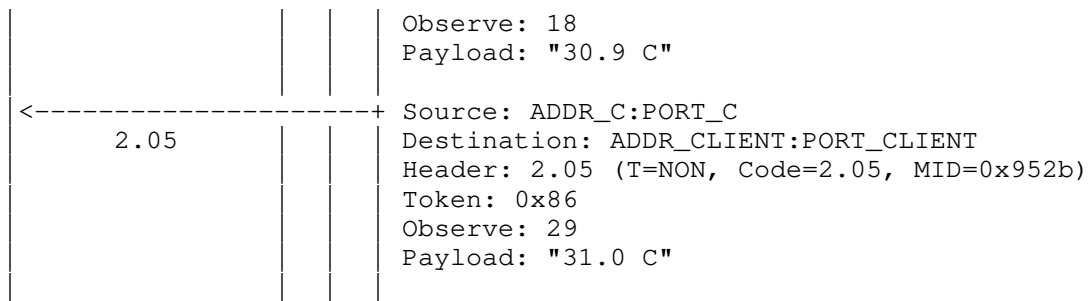 Observe: 18
Payload: "30.9 C"
<----------------------+ Source: ADDR_C:PORT_C
2.05 Destination: ADDR_CLIENT:PORT_CLIENT
Header: 2.05 (T=NON, Code=2.05, MID=0x952b)
Token: 0x86
Observe: 29
Payload: "31.0 C"